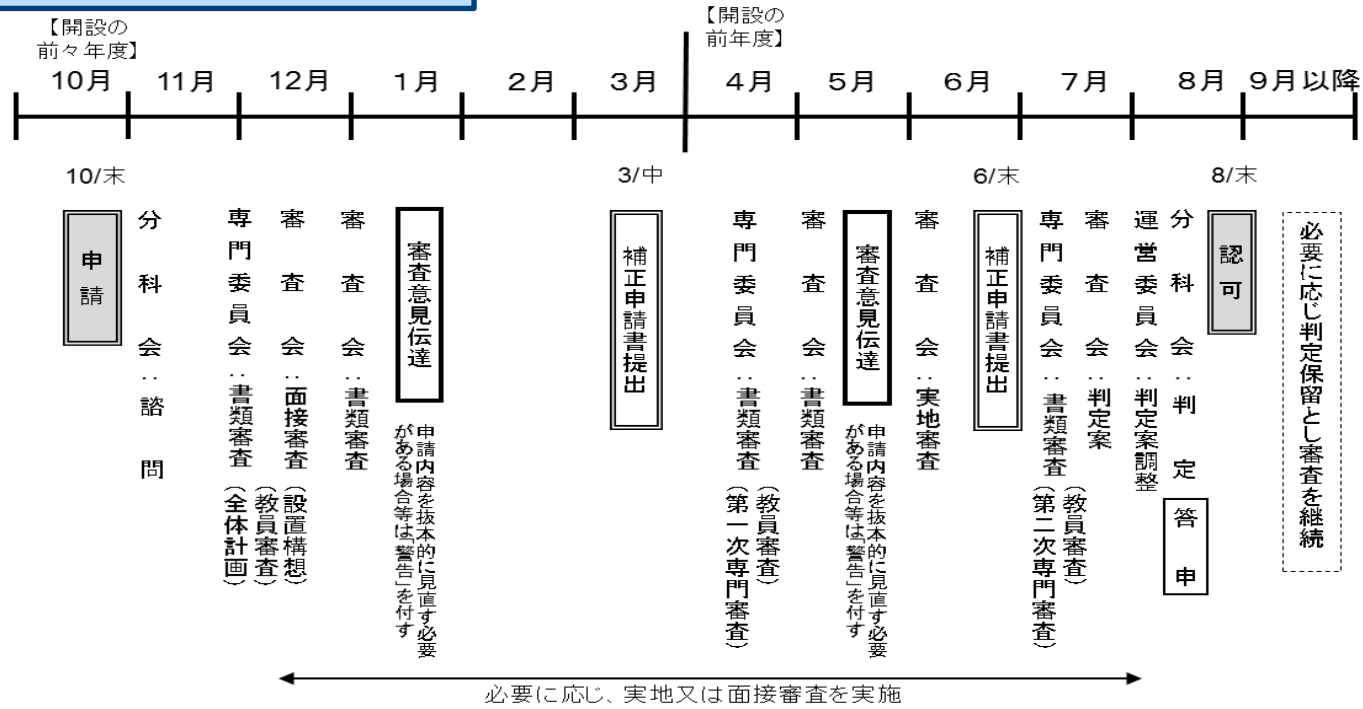 【開設の
前々年度】
【開設の
前年度】
10月 11月 12月 1月 2月 3月 4月 5月 6月 7月 8月 9月以降
10/末
3/中
6/末
8/末
申請
分科会:諮問
専門委員会:書類審査
(全体計画)
(教員審査)
審査会:面接審査
(設置構想)
審査会:書類審査
審査意見伝達
申請内容を抜本的に見直す必要
がある場合等は「警告」を付す
補正申請書提出
専門委員会:書類審査
(第一次専門審査)
(教員審査)
審査会:書類審査
審査意見伝達
申請内容を抜本的に見直す必要
がある場合等は「警告」を付す
審査会:実地審査
補正申請書提出
専門委員会:書類審査
(第二次専門審査)
(教員審査)
審査会:判定案
運営委員会:判定案調整
分科会:判定
答申
認可
必要に応じ判定保留とし審査を継続
必要に応じ、実地又は面接審査を実施